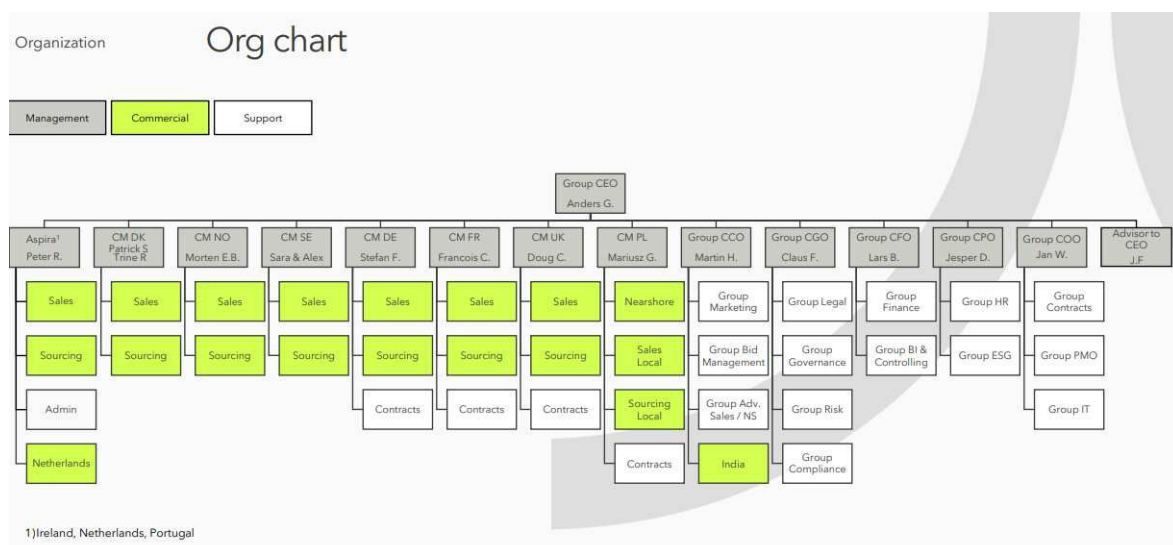 Organization
Org chart
Management
Commercial
Support
Group CEO
Anders G.
Aspira¹
Peter R.
CM DK
Patrick S
Trine R
CM NO
Morten E.B.
CM SE
Sara & Alex
CM DE
Stefan F.
CM FR
Francois C.
CM UK
Doug C.
CM PL
Mariusz G.
Group CCO
Martin H.
Group CGO
Claus F.
Group CFO
Lars B.
Group CPO
Jesper D.
Group COO
Jan W.
Advisor to
CEO
J.F
Sales
Sales
Sales
Sales
Sales
Sales
Sales
Nearshore
Group
Marketing
Group Legal
Group
Finance
Group HR
Group
Contracts
Sourcing
Sourcing
Sourcing
Sourcing
Sourcing
Sourcing
Sourcing
Sales
Local
Group Bid
Management
Group
Governance
Group BI &
Controlling
Group ESG
Group PMO
Admin
Contracts
Contracts
Contracts
Sourcing
Local
Group Adv.
Sales / NS
Group Risk
Group IT
Netherlands
Contracts
India
Group
Compliance
1)Ireland, Netherlands, Portugal